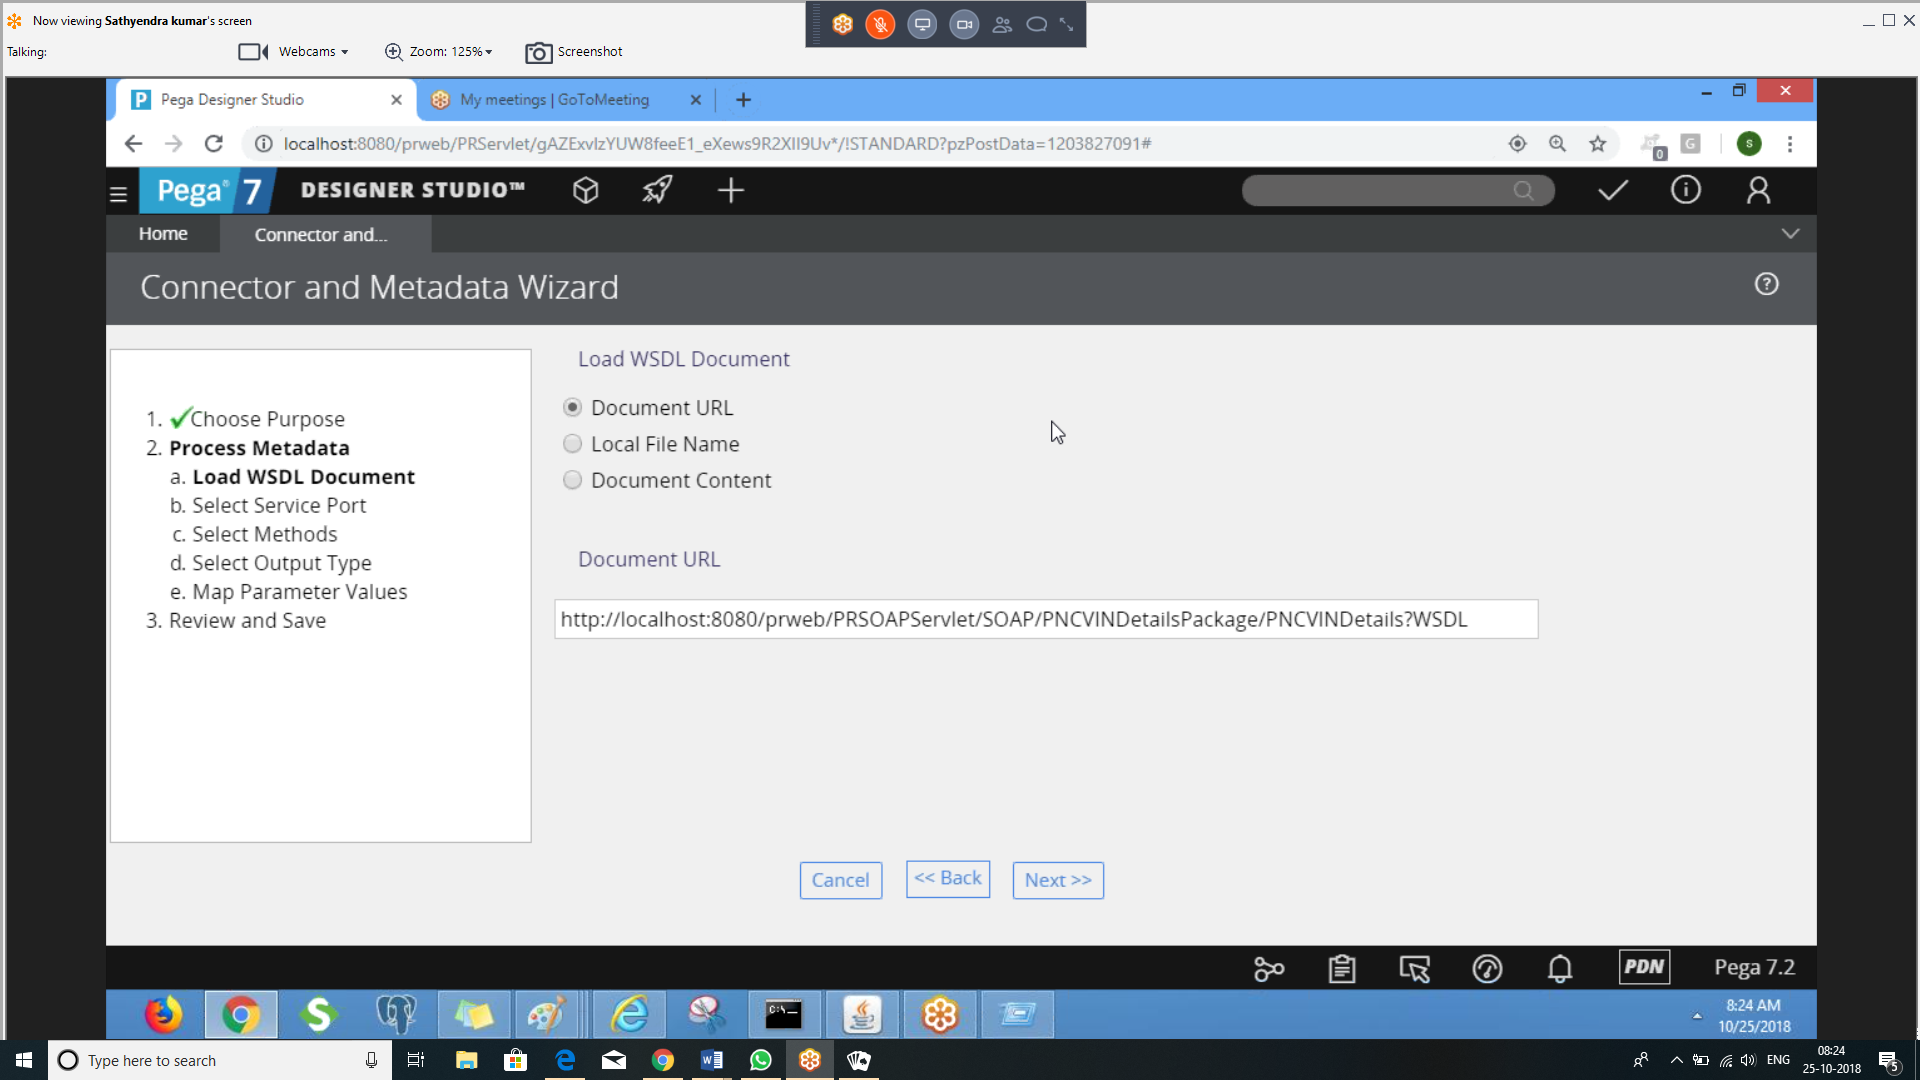 Now viewing Sathyendra kumar's screen
Talking:
Webcams
Zoom: 125%
Screenshot
Pega Designer Studio
My meetings | GoToMeeting
localhost:8080/prweb/PRServlet/gAZExvlzYUW8feeE1_eXews9R2XII9Uv*/!STANDARD?pzPostData=1203827091#
0
G
S
Pega 7
DESIGNER STUDIO™
Home
Connector and...
Connector and Metadata Wizard
1. Choose Purpose
2. Process Metadata
a. Load WSDL Document
b. Select Service Port
c. Select Methods
d. Select Output Type
e. Map Parameter Values
3. Review and Save
Load WSDL Document
Document URL
Local File Name
Document Content
Document URL
http://localhost:8080/prweb/PRSOAPServlet/SOAP/PNCVINDetailsPackage/PNCVINDetails?WSDL
Cancel
<< Back
Next >>
PDN
Pega 7.2
8:24 AM
10/25/2018
Type here to search
ENG
08:24
25-10-2018
5